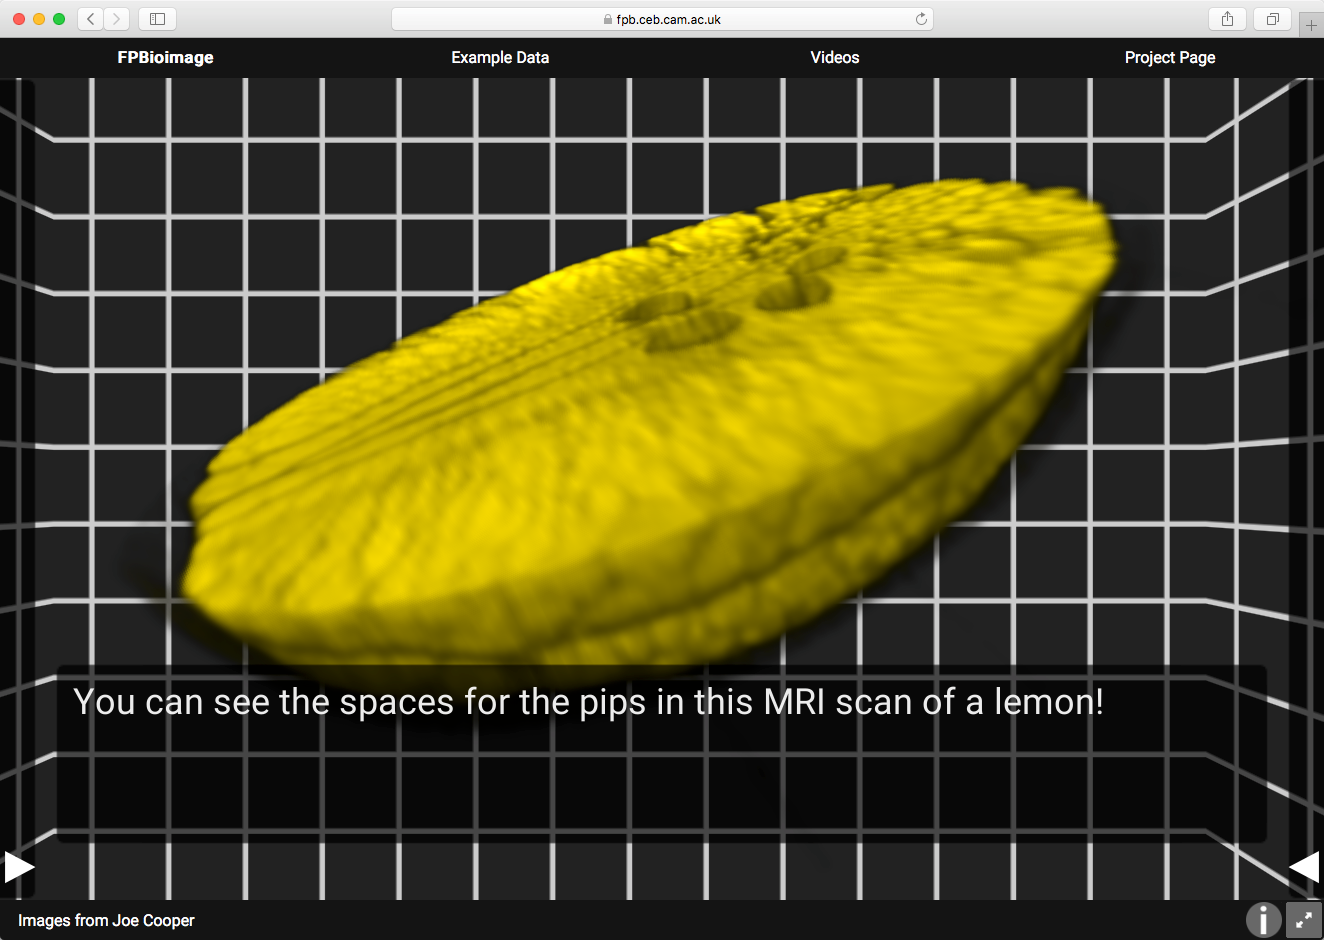 fpb.ceb.cam.ac.uk
FPBioimage Example Data Videos Project Page
You can see the spaces for the pips in this MRI scan of a lemon!
Images from Joe Cooper
i